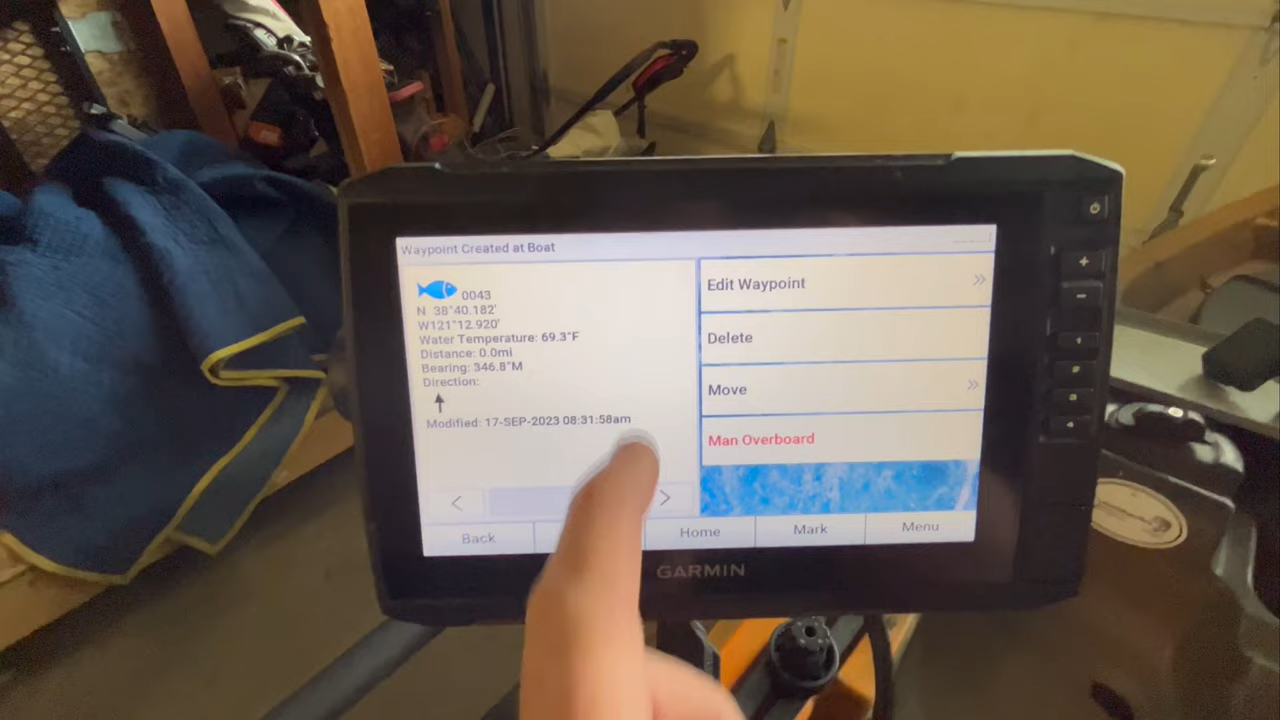 Waypoint Created at Boat
0043
N 38°40.182'
W121°12.920'
Water Temperature: 69.3°F
Distance: 0.0mi
Bearing: 346.8°M
Direction:
Modified: 17-SEP-2023 08:31:58am
Edit Waypoint
Delete
Move
Man Overboard
Back
Home
Mark
Menu
GARMIN